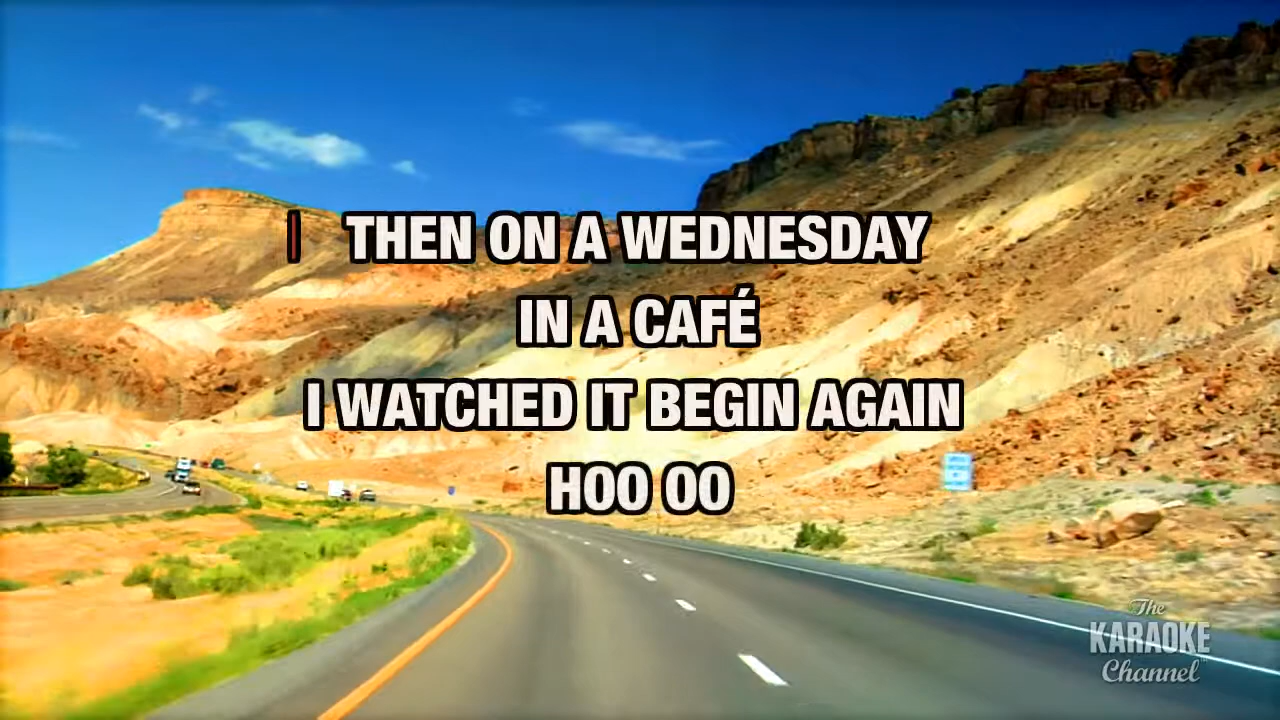 THEN ON A WEDNESDAY
IN A CAFÉ
I WATCHED IT BEGIN AGAIN
HOO OO
The
KARAOKE
Channel